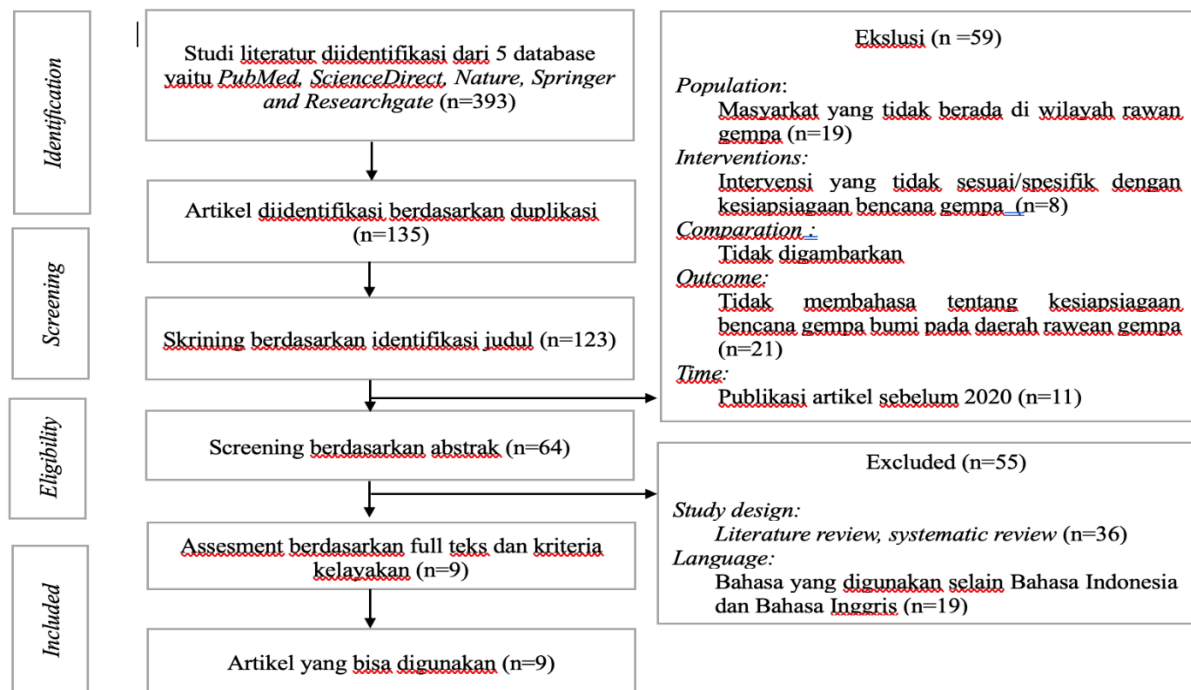 Identification
Studi literatur diidentifikasi dari 5 database
yaitu PubMed, ScienceDirect, Nature, Springer
and Researchgate (n=393)
Artikel diidentifikasi berdasarkan duplikasi
(n=135)
Screening
Skrining berdasarkan identifikasi judul (n=123)
Ekslusi (n =59)
Population:
Masyarkat yang tidak berada di wilayah rawan
gempa (n=19)
Interventions:
Intervensi yang tidak sesuai/spesifik dengan
kesiapsiagaan bencana gempa (n=8)
Comparation :
Tidak digambarkan
Outcome:
Tidak membahasa tentang kesiapsiagaan
bencana gempa bumi pada daerah rawean gempa
(n=21)
Time:
Publikasi artikel sebelum 2020 (n=11)
Eligibility
Screening berdasarkan abstrak (n=64)
Excluded (n=55)
Study design:
Literature review, systematic review (n=36)
Language:
Bahasa yang digunakan selain Bahasa Indonesia
dan Bahasa Inggris (n=19)
Assesment berdasarkan full teks dan kriteria
kelayakan (n=9)
Included
Artikel yang bisa digunakan (n=9)